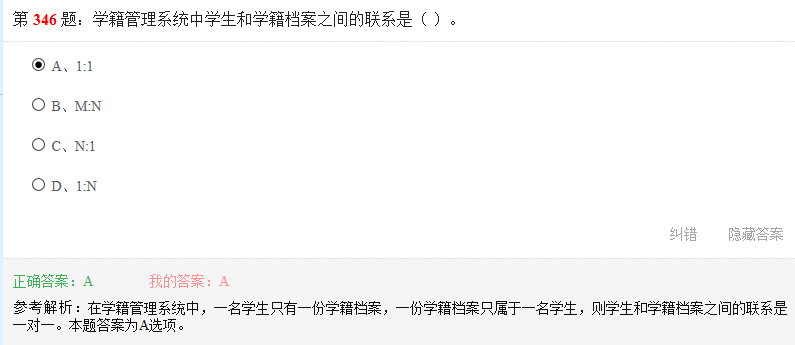 第 346 题：学籍管理系统中学生和学籍档案之间的联系是（ ）。
A、1:1
B、M:N
C、N:1
D、1:N
纠错 隐藏答案
正确答案：A 我的答案：A
参考解析：在学籍管理系统中，一名学生只有一份学籍档案，一份学籍档案只属于一名学生，则学生和学籍档案之间的联系是
一对一。本题答案为A选项。